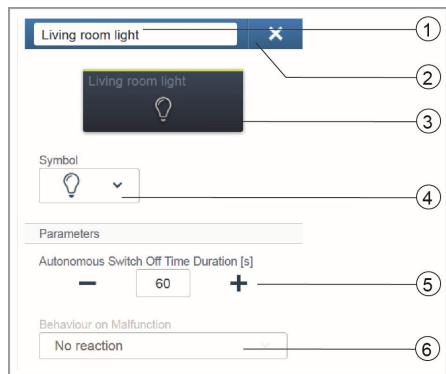 Living room light
1
2
Living room light
3
Symbol
4
Parameters
Autonomous Switch Off Time Duration [s]
60
5
Behaviour on Malfunction
No reaction
6